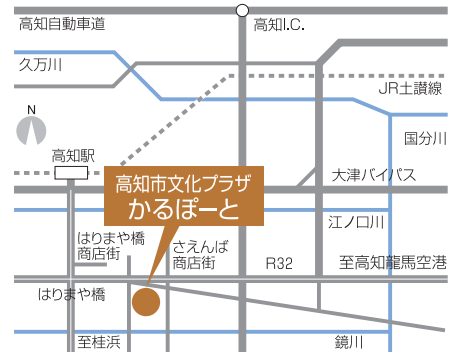 高知自動車道
高知I.C.
久万川
JR土讃線
N
国分川
高知駅
大津バイパス
高知市文化プラザ
かるぽーと
江ノ口川
はりまや橋
商店街
さえんば
商店街
R32
至高知龍馬空港
はりまや橋
至桂浜
鏡川